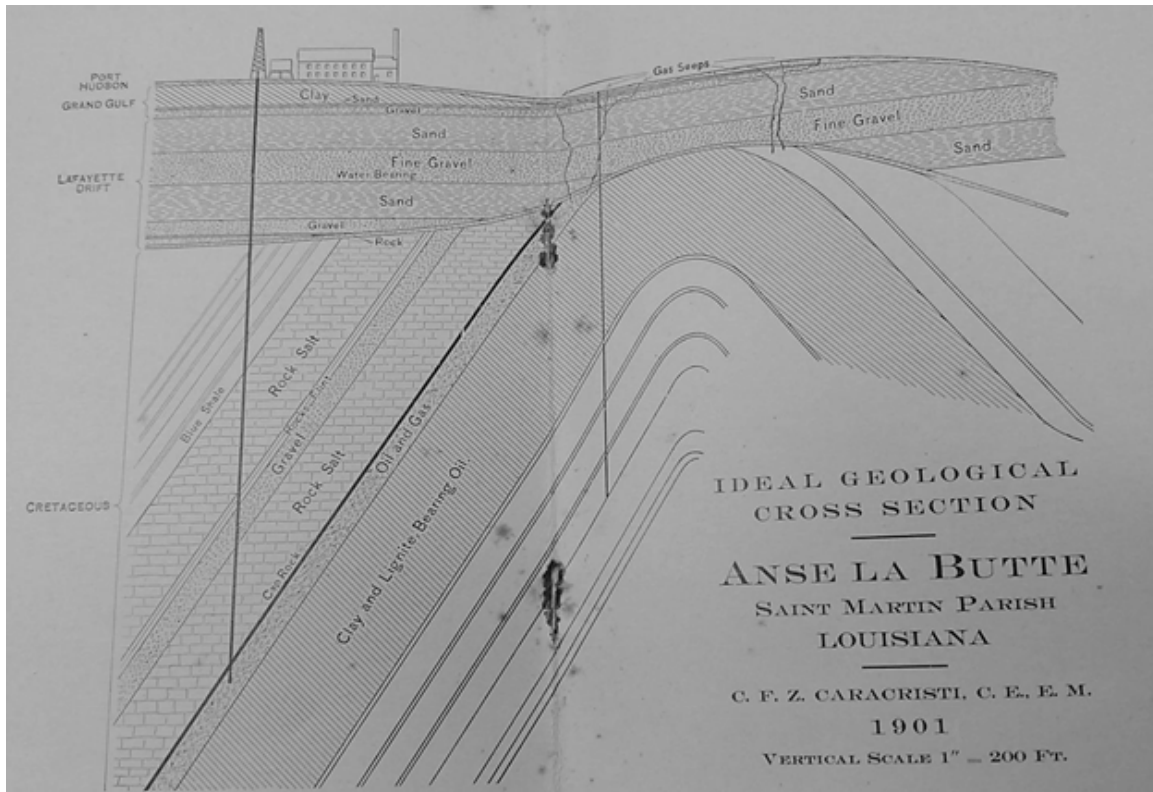 PORT
HUDSON
GRAND GULF
LAFAYETTE
DRIFT
CRETACEOUS
Gas Seeps
Clay
Sand
Gravel
Sand
Fine Gravel
Water Bearing
Sand
Gravel
Rock
Sand
Fine Gravel
Sand
Blue Shale
Rock Salt
Gravel
Rock Salt
Cap Rock
Oil and Gas
Clay and Lignite, Bearing Oil.
IDEAL GEOLOGICAL
CROSS SECTION
ANSE LA BUTTE
SAINT MARTIN PARISH
LOUISIANA
C. F. Z. CARACRISTI, C. E., E. M.
1901
VERTICAL SCALE 1" = 200 FT.